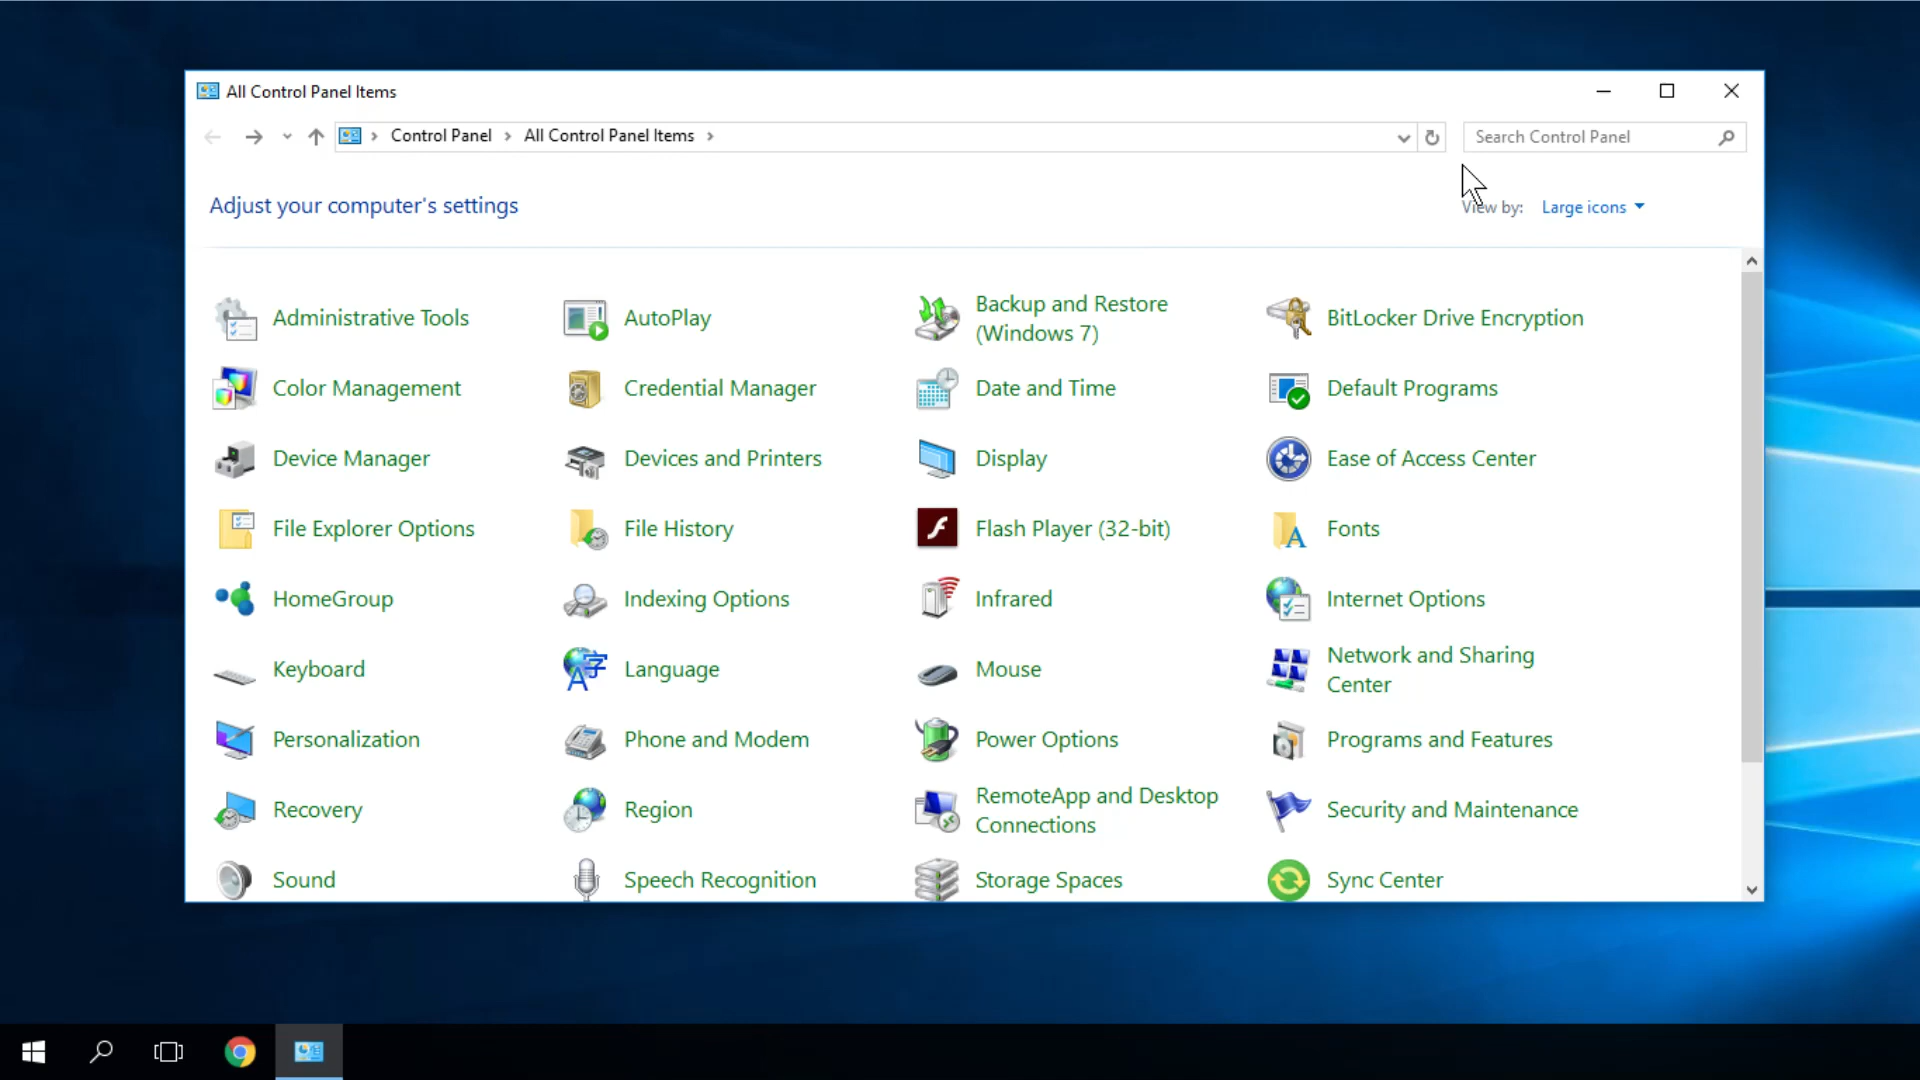 All Control Panel Items
Control Panel
All Control Panel Items
Search Control Panel
Adjust your computer's settings
View by: Large icons
Administrative Tools
AutoPlay
Backup and Restore
(Windows 7)
BitLocker Drive Encryption
Color Management
Credential Manager
Date and Time
Default Programs
Device Manager
Devices and Printers
Display
Ease of Access Center
File Explorer Options
File History
Flash Player (32-bit)
Fonts
HomeGroup
Indexing Options
Infrared
Internet Options
Keyboard
Language
Mouse
Network and Sharing
Center
Personalization
Phone and Modem
Power Options
Programs and Features
Recovery
Region
RemoteApp and Desktop
Connections
Security and Maintenance
Sound
Speech Recognition
Storage Spaces
Sync Center